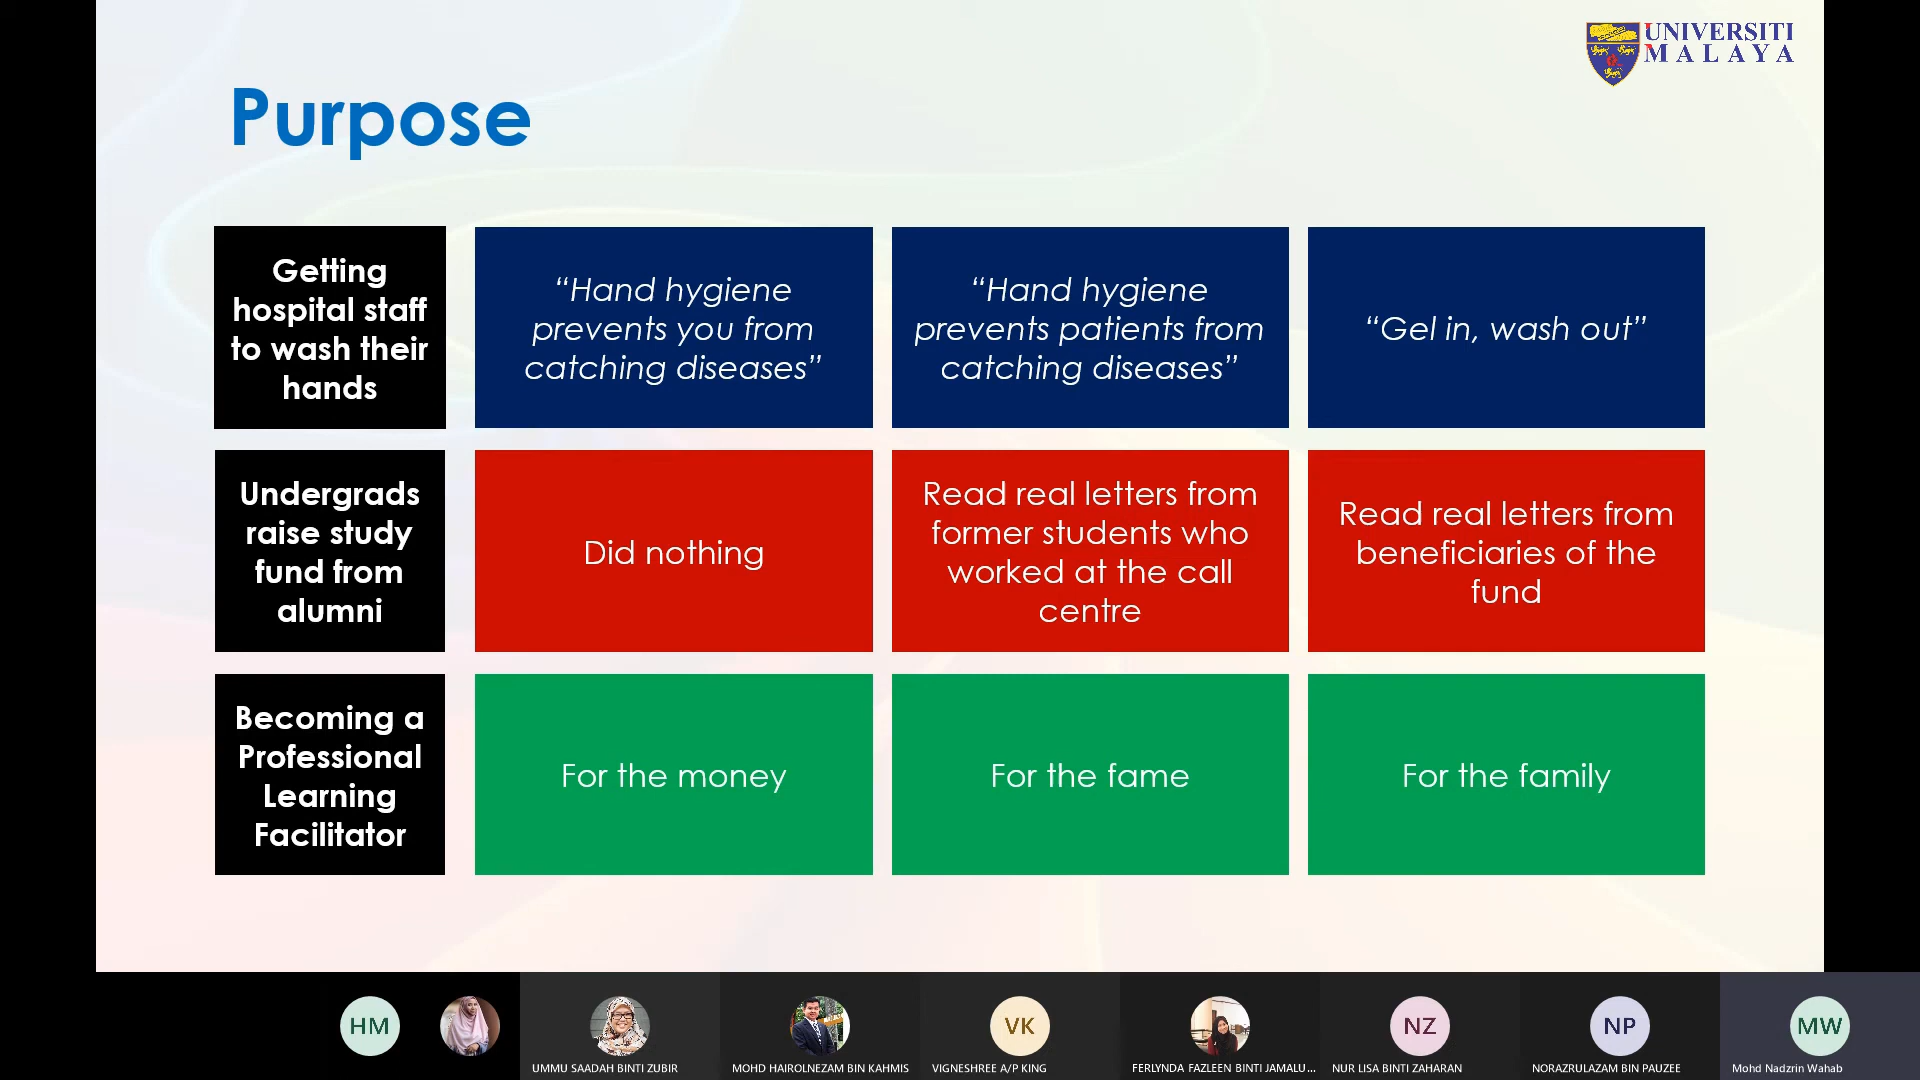 UNIVERSITI
MALAYA
Purpose
Getting
hospital staff
to wash their
hands
“Hand hygiene
prevents you from
catching diseases”
“Hand hygiene
prevents patients from
catching diseases”
“Gel in, wash out”
Undergrads
raise study
fund from
alumni
Did nothing
Read real letters from
former students who
worked at the call
centre
Read real letters from
beneficiaries of the
fund
Becoming a
Professional
Learning
Facilitator
For the money
For the fame
For the family
HM
VK
NZ
NP
MW
UMMU SAADAH BINTI ZUBIR
MOHD HAIROLNEZAM BIN KAHMIS
VIGNESHREE A/P KING
FERLYNDA FAZLEEN BINTI JAMALU...
NUR LISA BINTI ZAHARAN
NORAZRULAZAM BIN PAUZEE
Mohd Nadzrin Wahab